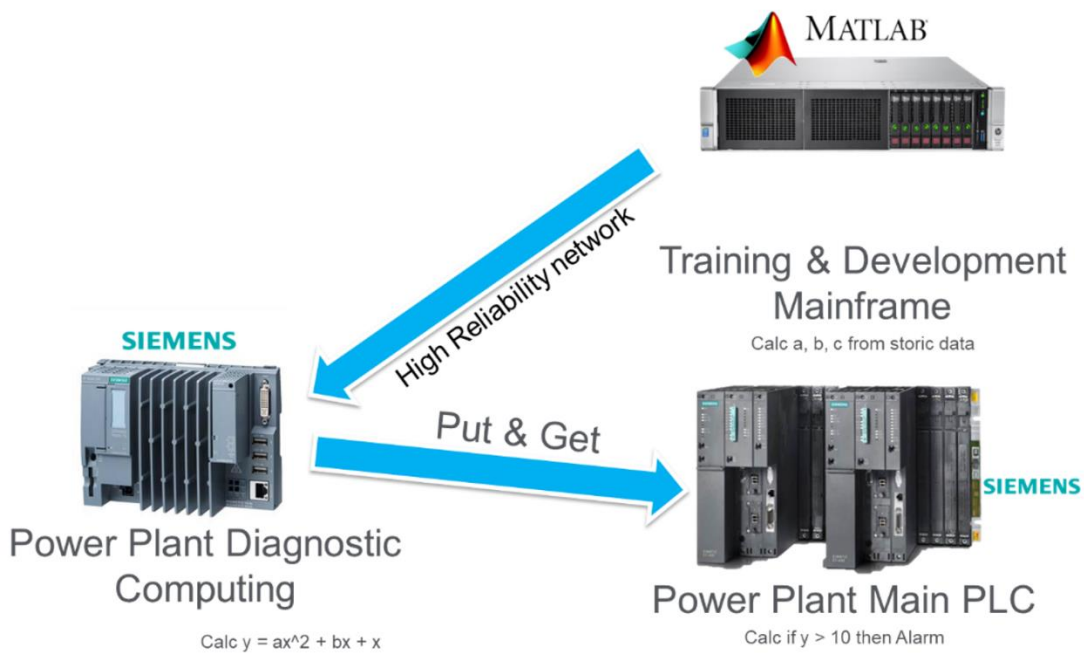 MATLAB
High Reliability network
Training & Development
Mainframe
Calc a, b, c from storic data
SIEMENS
Put & Get
SIEMENS
Power Plant Diagnostic
Computing
Calc y = ax^2 + bx + x
Power Plant Main PLC
Calc if y > 10 then Alarm